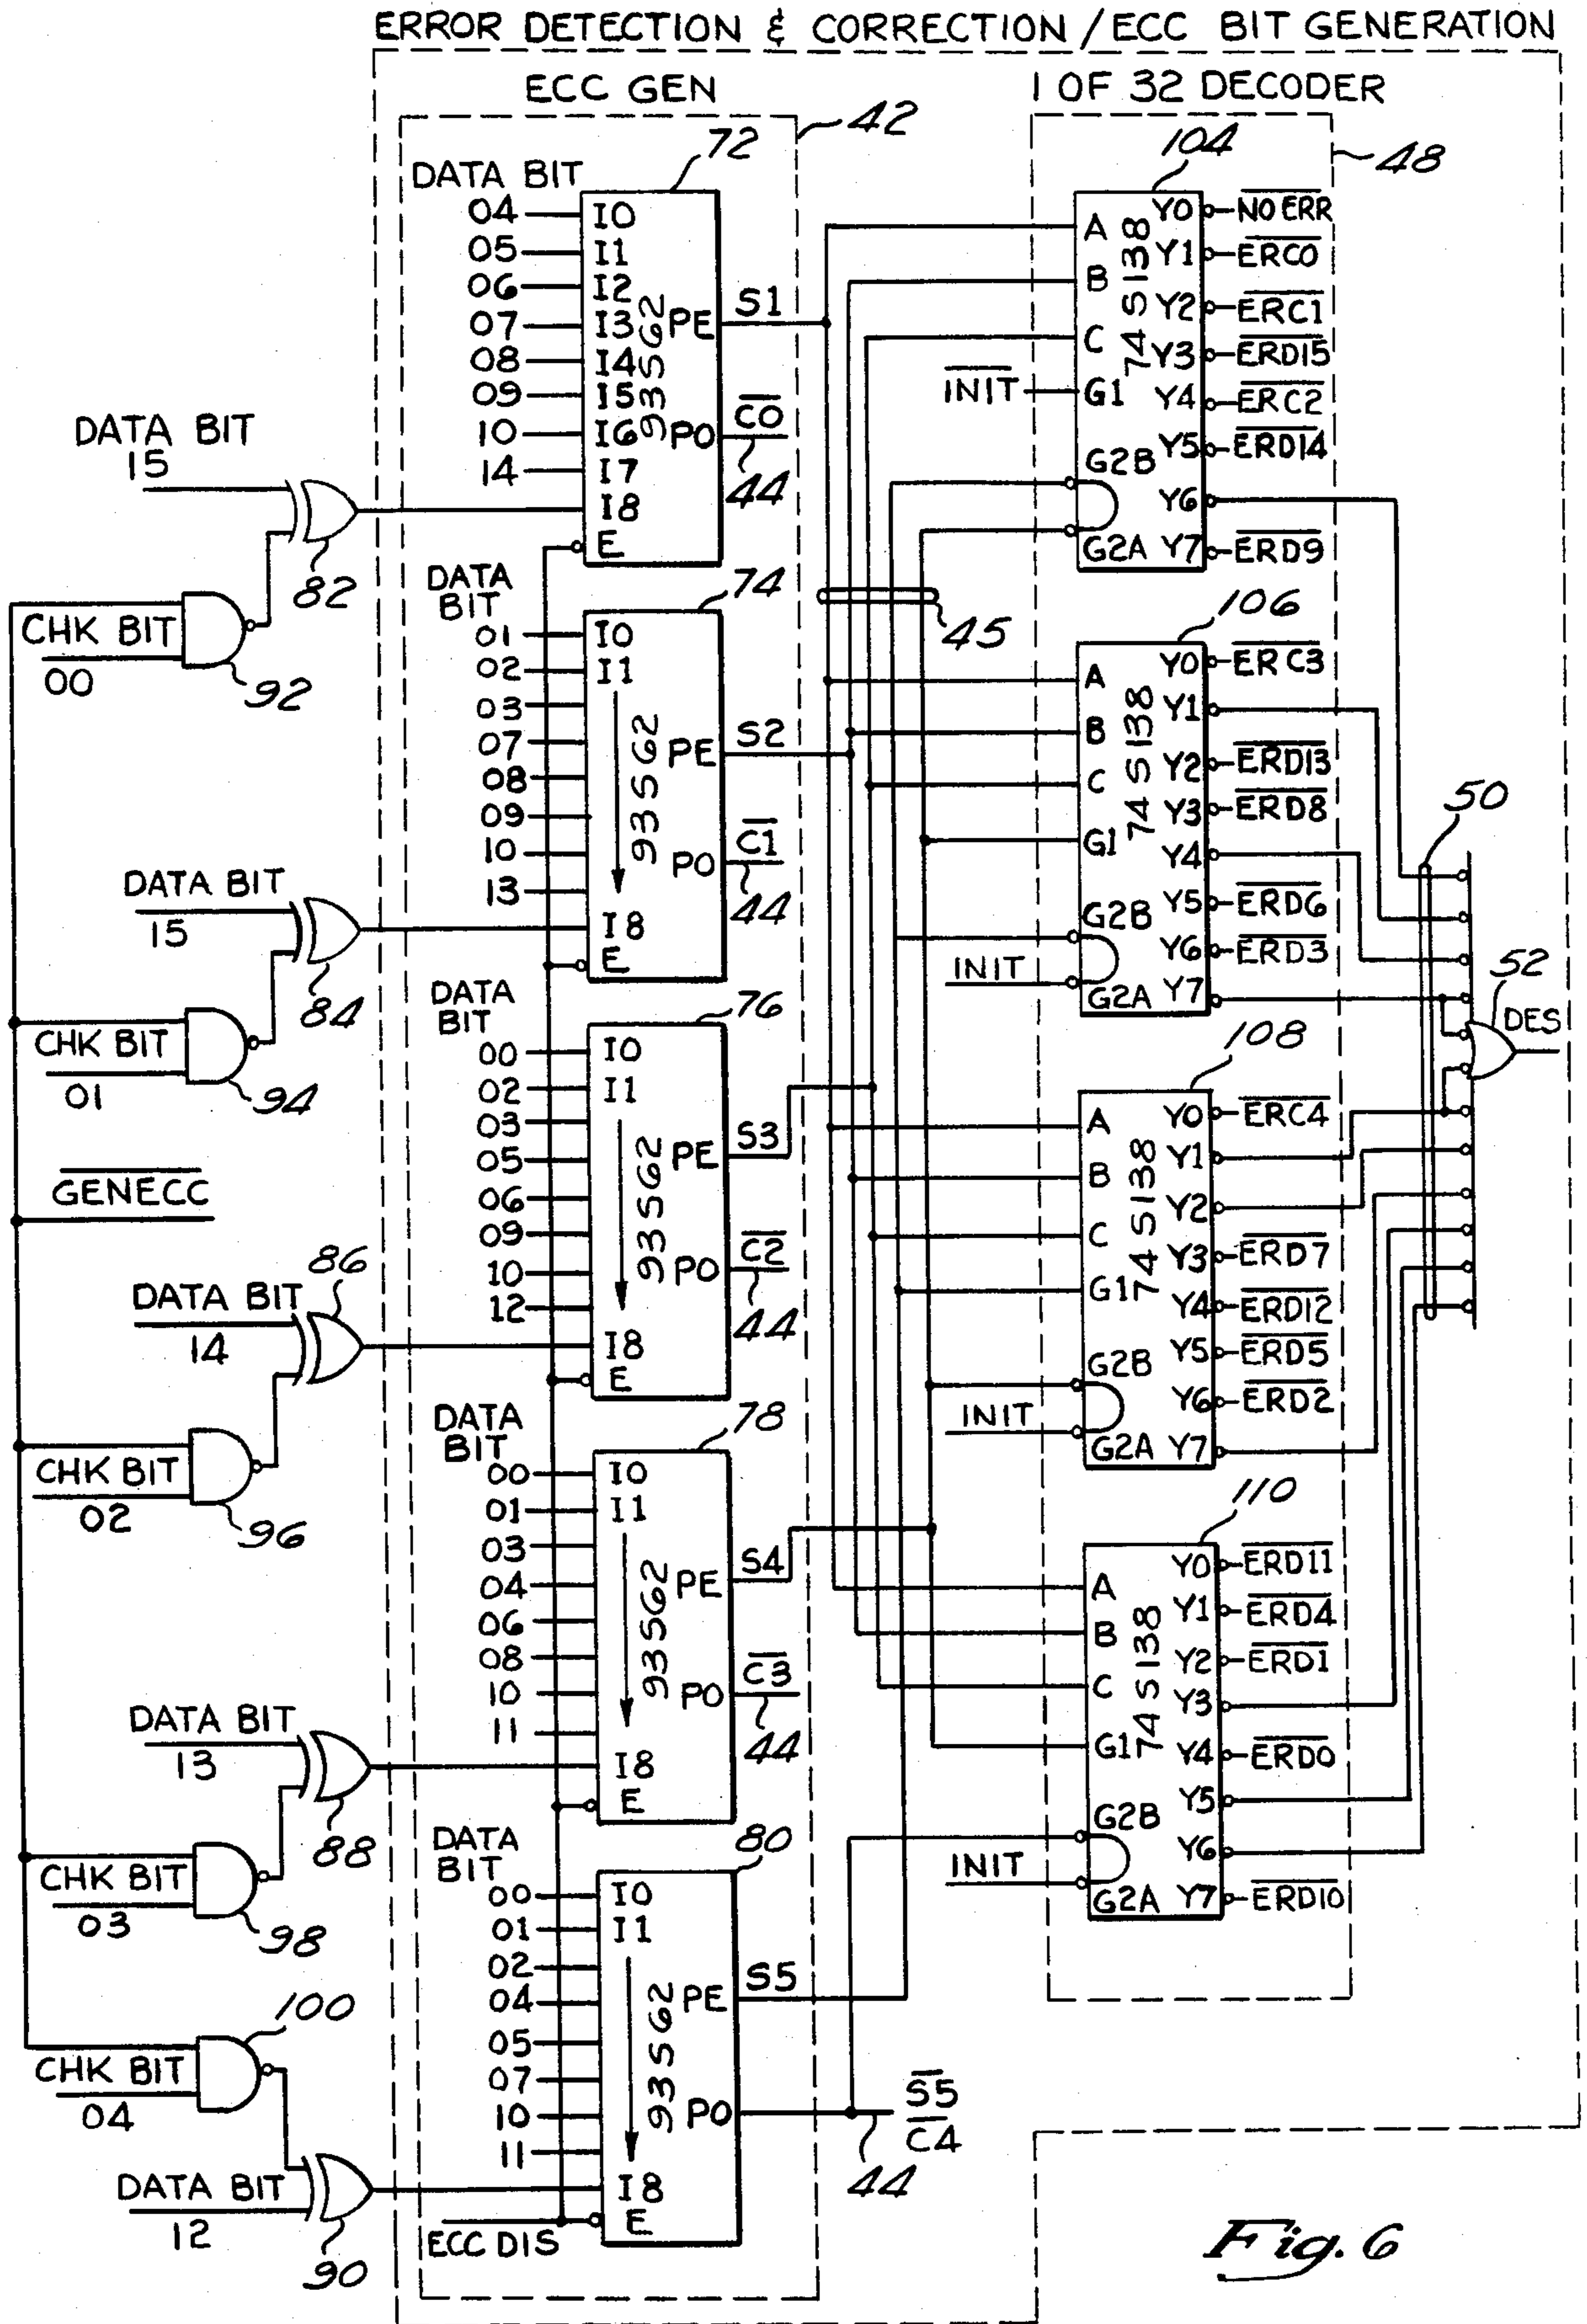 ERROR DETECTION & CORRECTION / ECC BIT GENERATION
ECC GEN
1 OF 32 DECODER
42
48
DATA BIT
15
82
CHK BIT
00
92
DATA BIT
15
84
CHK BIT
01
94
GENECC
DATA BIT
14
86
CHK BIT
02
96
DATA BIT
13
88
CHK BIT
03
98
100
CHK BIT
04
DATA BIT
12
90
72
DATA BIT
04 I0
05 I1
06 I2
07 I3
08 I4
09 I5
10 I6
14 I7
I8
E
93S62
PE S1
PO C0
44
74
DATA BIT
01 I0
02 I1
03
07
08
09
10
13
I8
E
93S62
PE S2
PO C1
44
76
DATA BIT
00 I0
02 I1
03
05
06
09
10
12
I8
E
93S62
PE S3
PO C2
44
78
DATA BIT
00 I0
01 I1
03
04
06
08
10
11
I8
E
93S62
PE S4
PO C3
44
80
DATA BIT
00 I0
01 I1
02
04
05
07
10
11
I8
E
93S62
PE S5
PO
S5
C4
44
ECC DIS
45
104
A
B
C
INIT G1
G2B
G2A
74S138
Y0 NO ERR
Y1 ERC0
Y2 ERC1
Y3 ERD15
Y4 ERC2
Y5 ERD14
Y6
Y7 ERD9
106
A
B
C
G1
G2B
INIT
G2A
74S138
Y0 ERC3
Y1
Y2 ERD13
Y3 ERD8
Y4
Y5 ERD6
Y6 ERD3
Y7
108
A
B
C
G1
G2B
INIT
G2A
74S138
Y0 ERC4
Y1
Y2
Y3 ERD7
Y4 ERD12
Y5 ERD5
Y6 ERD2
Y7
110
A
B
C
G1
G2B
INIT
G2A
74S138
Y0 ERD11
Y1 ERD4
Y2 ERD1
Y3
Y4 ERD0
Y5
Y6
Y7 ERD10
50
52
DES
Fig. 6